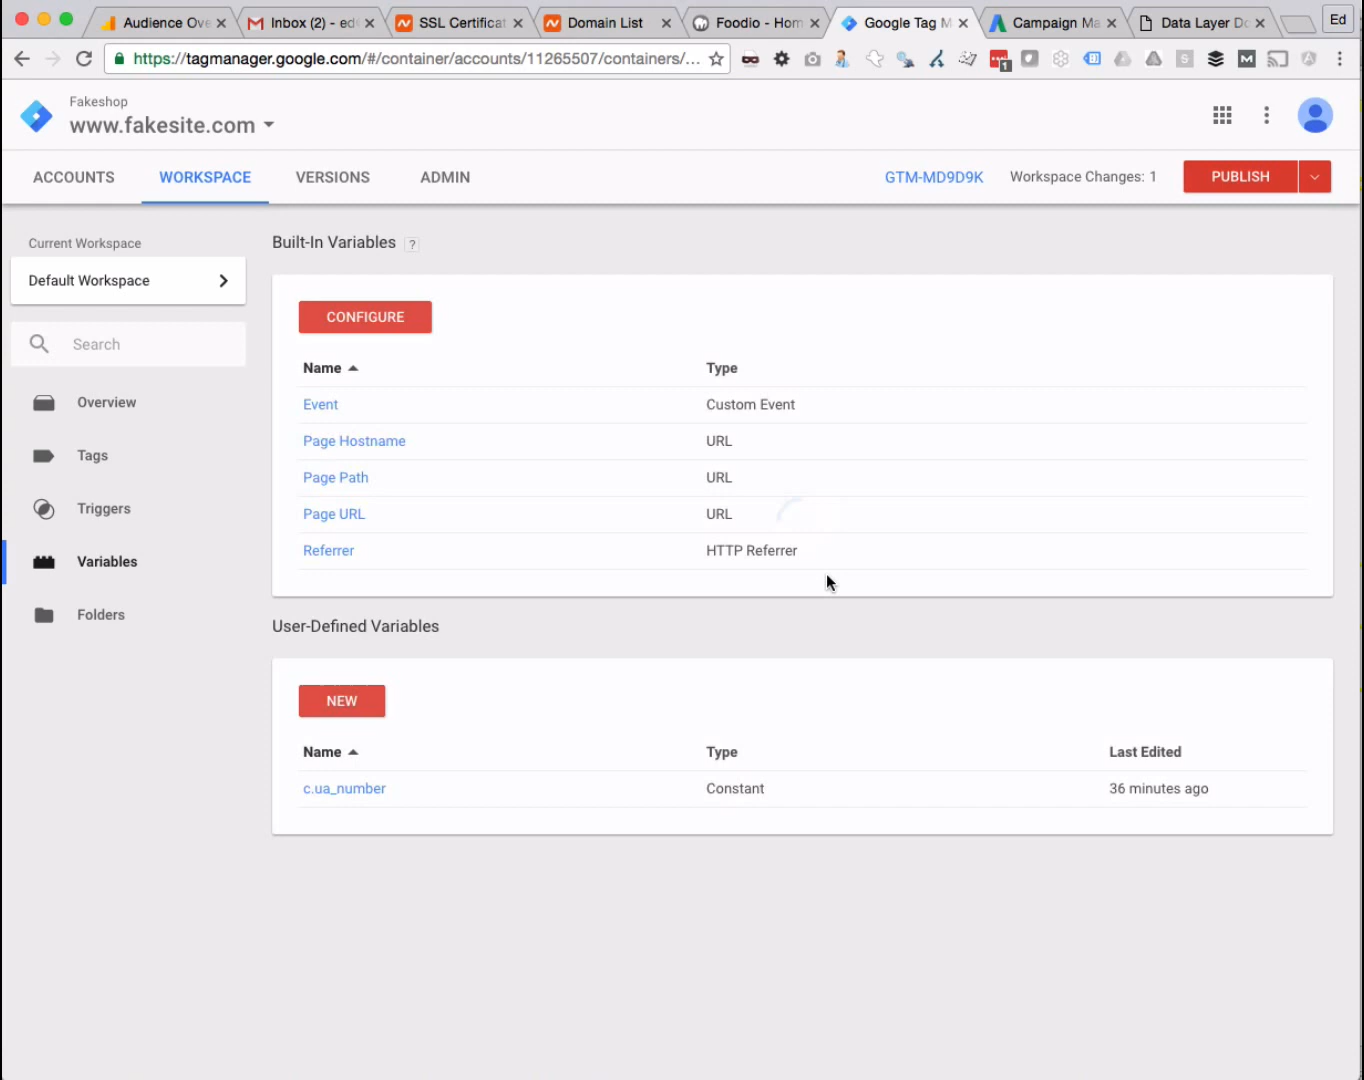 Audience Ove
Inbox (2) - ed
SSL Certificat
Domain List
Foodio - Hom
Google Tag M
Campaign Ma
Data Layer De
Ed
https://tagmanager.google.com/#/container/accounts/11265507/containers/...
1
Fakeshop
www.fakesite.com
ACCOUNTS
WORKSPACE
VERSIONS
ADMIN
GTM-MD9D9K
Workspace Changes: 1
PUBLISH
Current Workspace
Default Workspace
Search
Overview
Tags
Triggers
Variables
Folders
Built-In Variables ?
CONFIGURE
Name Type
Event Custom Event
Page Hostname URL
Page Path URL
Page URL URL
Referrer HTTP Referrer
User-Defined Variables
NEW
Name Type Last Edited
c.ua_number Constant 36 minutes ago